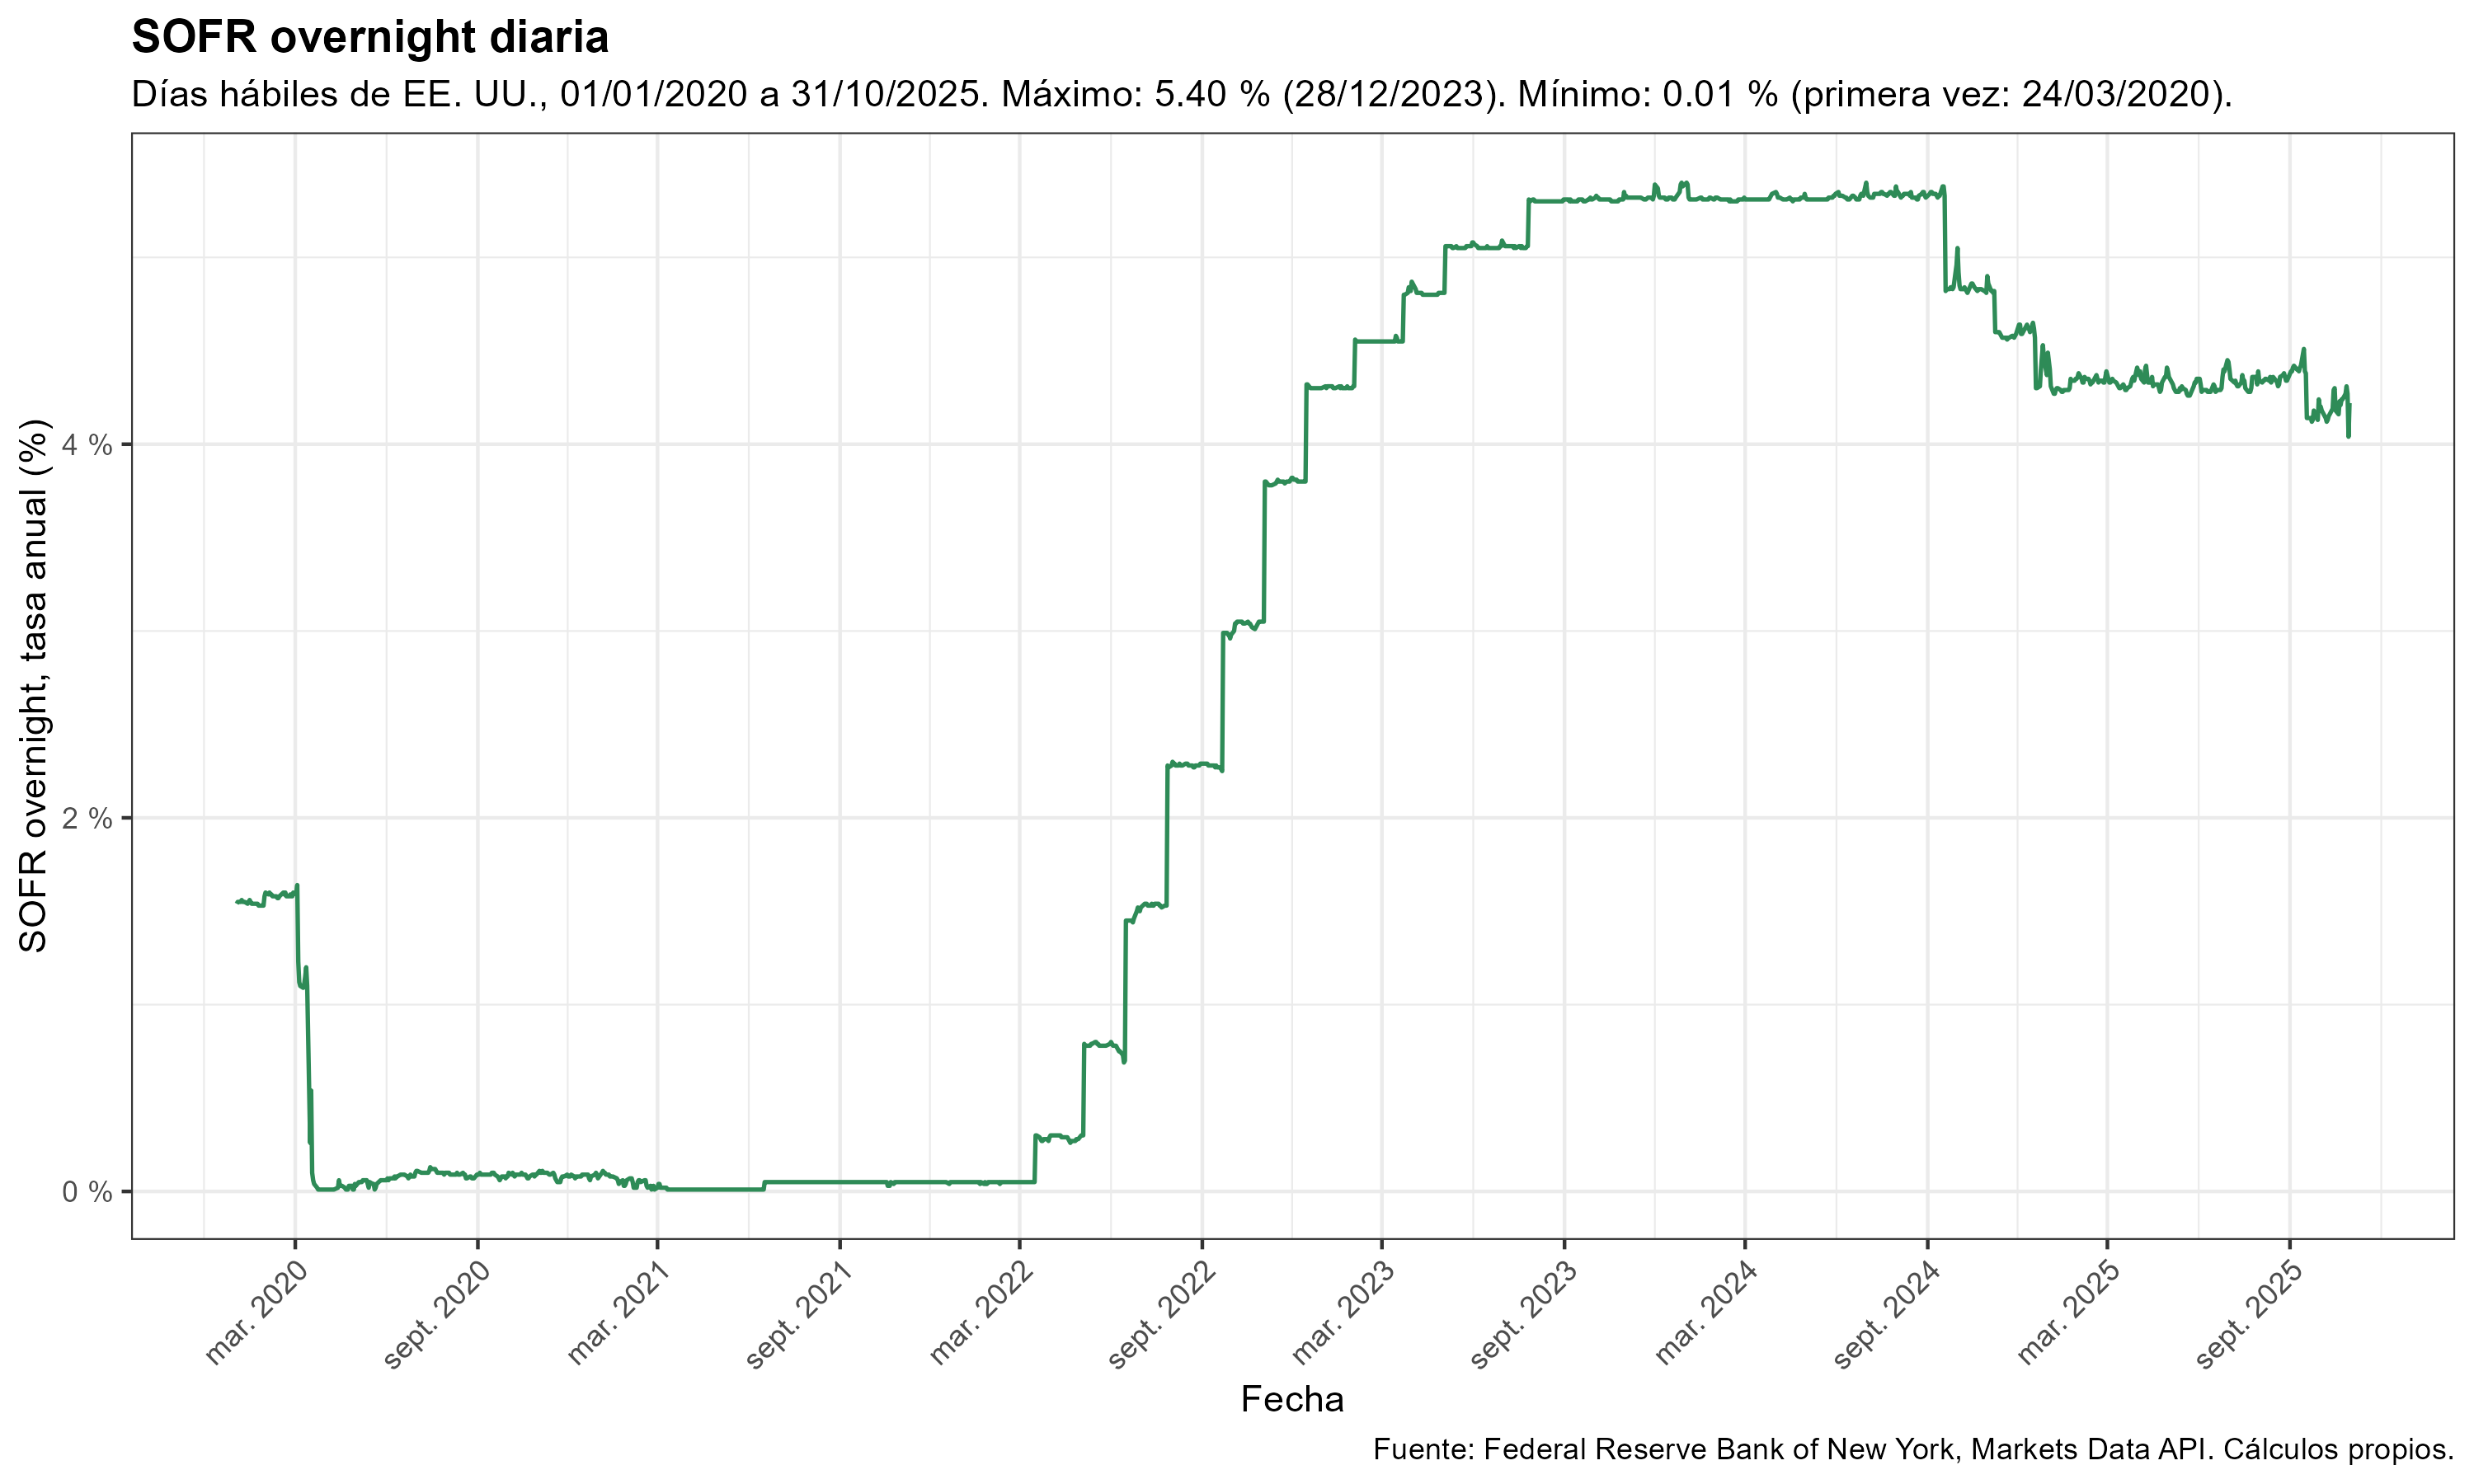 SOFR overnight diaria
Días hábiles de EE. UU., 01/01/2020 a 31/10/2025. Máximo: 5.40 % (28/12/2023). Mínimo: 0.01 % (primera vez: 24/03/2020).
SOFR overnight, tasa anual (%)
4 %
2 %
0 %
mar. 2020
sept. 2020
mar. 2021
sept. 2021
mar. 2022
sept. 2022
mar. 2023
sept. 2023
mar. 2024
sept. 2024
mar. 2025
sept. 2025
Fecha
Fuente: Federal Reserve Bank of New York, Markets Data API. Cálculos propios.